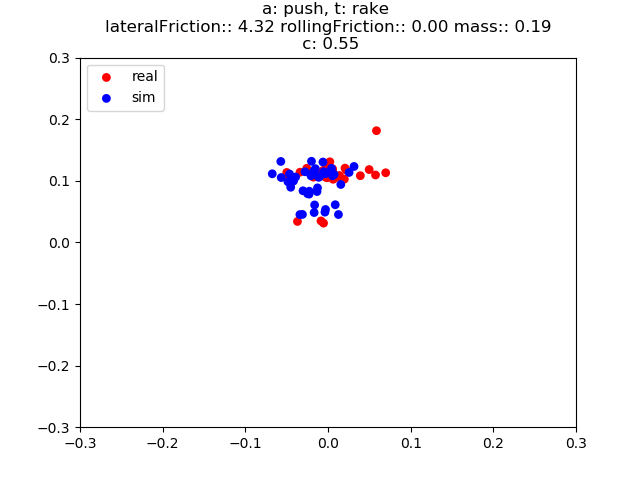 a: push, t: rake
lateralFriction:: 4.32 rollingFriction:: 0.00 mass:: 0.19
c: 0.55
real
sim
0.3
0.2
0.1
0.0
−0.1
−0.2
−0.3
−0.3
−0.2
−0.1
0.0
0.1
0.2
0.3